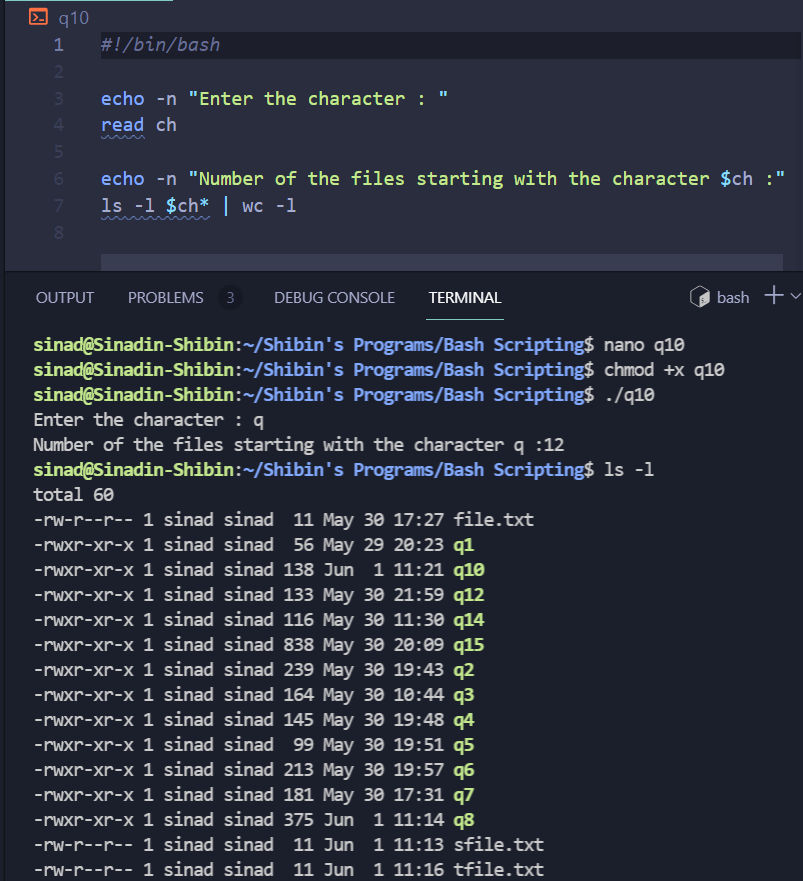 q10
1 #!/bin/bash
2
3 echo -n "Enter the character : "
4 read ch
5
6 echo -n "Number of the files starting with the character $ch :"
7 ls -l $ch* | wc -l
8
OUTPUT PROBLEMS 3 DEBUG CONSOLE TERMINAL bash
sinad@Sinadin-Shibin:~/Shibin's Programs/Bash Scripting$ nano q10
sinad@Sinadin-Shibin:~/Shibin's Programs/Bash Scripting$ chmod +x q10
sinad@Sinadin-Shibin:~/Shibin's Programs/Bash Scripting$ ./q10
Enter the character : q
Number of the files starting with the character q :12
sinad@Sinadin-Shibin:~/Shibin's Programs/Bash Scripting$ ls -l
total 60
-rw-r--r-- 1 sinad sinad  11 May 30 17:27 file.txt
-rwxr-xr-x 1 sinad sinad  56 May 29 20:23 q1
-rwxr-xr-x 1 sinad sinad 138 Jun  1 11:21 q10
-rwxr-xr-x 1 sinad sinad 133 May 30 21:59 q12
-rwxr-xr-x 1 sinad sinad 116 May 30 11:30 q14
-rwxr-xr-x 1 sinad sinad 838 May 30 20:09 q15
-rwxr-xr-x 1 sinad sinad 239 May 30 19:43 q2
-rwxr-xr-x 1 sinad sinad 164 May 30 10:44 q3
-rwxr-xr-x 1 sinad sinad 145 May 30 19:48 q4
-rwxr-xr-x 1 sinad sinad  99 May 30 19:51 q5
-rwxr-xr-x 1 sinad sinad 213 May 30 19:57 q6
-rwxr-xr-x 1 sinad sinad 181 May 30 17:31 q7
-rwxr-xr-x 1 sinad sinad 375 Jun  1 11:14 q8
-rw-r--r-- 1 sinad sinad  11 Jun  1 11:13 sfile.txt
-rw-r--r-- 1 sinad sinad  11 Jun  1 11:16 tfile.txt